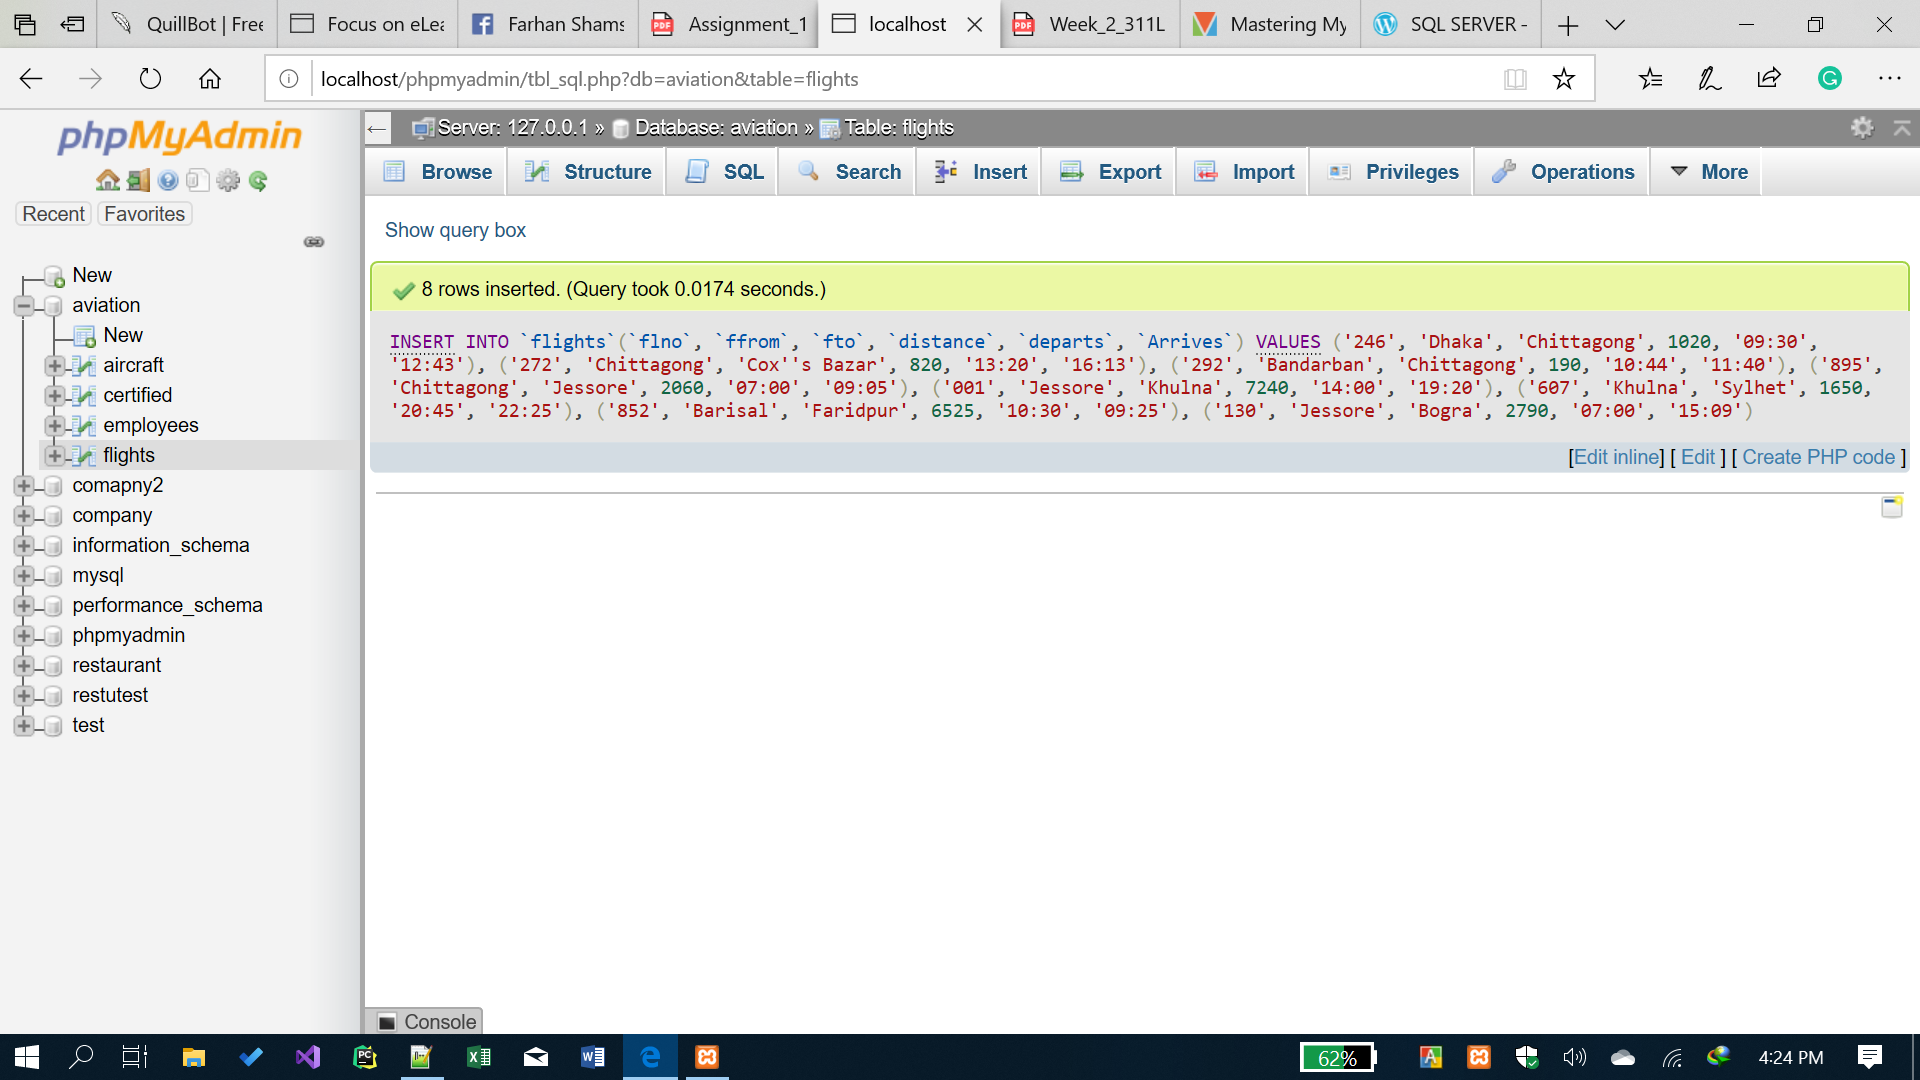 QuillBot | Free
Focus on eLea
Farhan Shams
Assignment_1
localhost
Week_2_311L
Mastering My
SQL SERVER -
localhost/phpmyadmin/tbl_sql.php?db=aviation&table=flights
phpMyAdmin
Recent
Favorites
New
aviation
New
aircraft
certified
employees
flights
comapny2
company
information_schema
mysql
performance_schema
phpmyadmin
restaurant
restutest
test
Server: 127.0.0.1 » Database: aviation » Table: flights
Browse
Structure
SQL
Search
Insert
Export
Import
Privileges
Operations
More
Show query box
8 rows inserted. (Query took 0.0174 seconds.)
INSERT INTO `flights`(`flno`, `ffrom`, `fto`, `distance`, `departs`, `Arrives`) VALUES ('246', 'Dhaka', 'Chittagong', 1020, '09:30',
'12:43'), ('272', 'Chittagong', 'Cox''s Bazar', 820, '13:20', '16:13'), ('292', 'Bandarban', 'Chittagong', 190, '10:44', '11:40'), ('895',
'Chittagong', 'Jessore', 2060, '07:00', '09:05'), ('001', 'Jessore', 'Khulna', 7240, '14:00', '19:20'), ('607', 'Khulna', 'Sylhet', 1650,
'20:45', '22:25'), ('852', 'Barisal', 'Faridpur', 6525, '10:30', '09:25'), ('130', 'Jessore', 'Bogra', 2790, '07:00', '15:09')
[Edit inline] [ Edit ] [ Create PHP code ]
Console
62%
4:24 PM